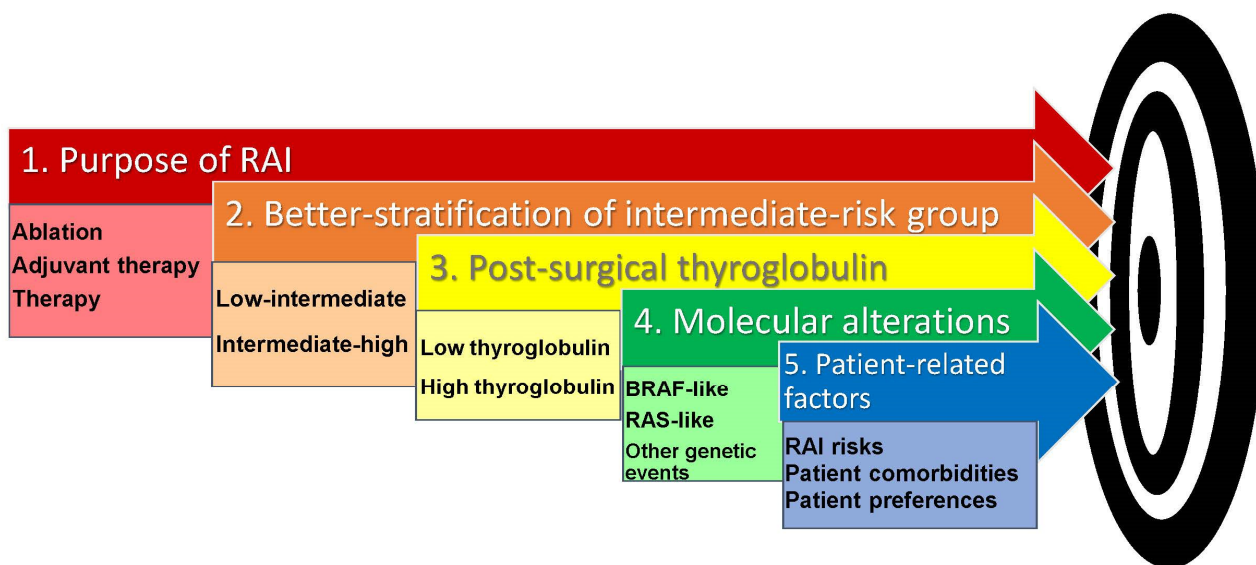 1. Purpose of RAI
Ablation
Adjuvant therapy
Therapy
2. Better-stratification of intermediate-risk group
Low-intermediate
Intermediate-high
3. Post-surgical thyroglobulin
Low thyroglobulin
High thyroglobulin
4. Molecular alterations
BRAF-like
RAS-like
Other genetic
events
5. Patient-related
factors
RAI risks
Patient comorbidities
Patient preferences